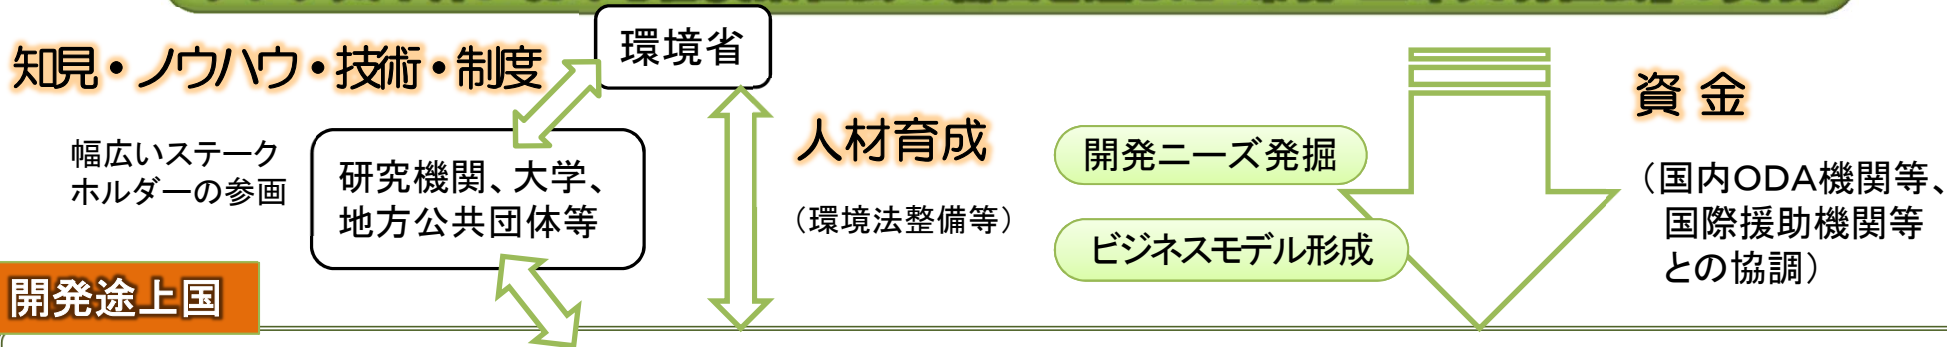 環境省
知見・ノウハウ・技術・制度
幅広いステーク
ホルダーの参画
研究機関、大学、
地方公共団体等
人材育成
（環境法整備等）
開発ニーズ発掘
ビジネスモデル形成
資 金
（国内ODA機関等、
国際援助機関等
との協調）
開発途上国